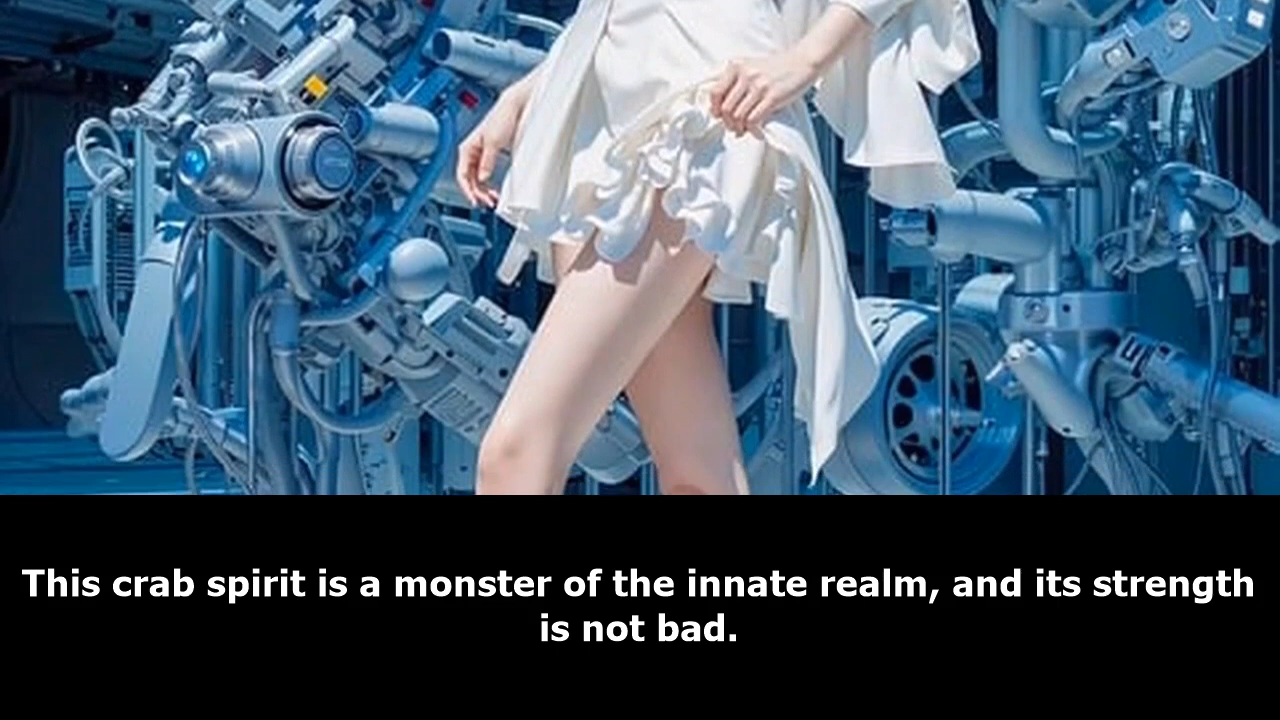 This crab spirit is a monster of the innate realm, and its strength
is not bad.